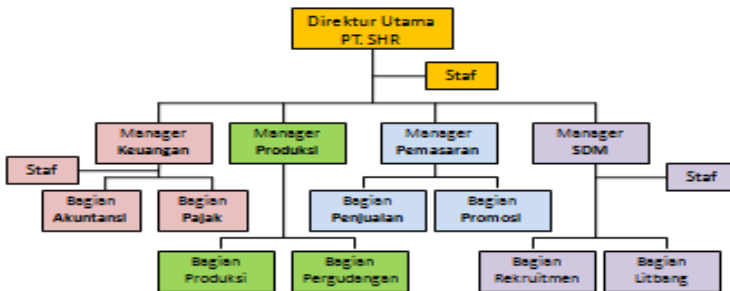 Direktur Utama
PT. SHR
Staf
Manager
Keuangan
Manager
Produksi
Manager
Pemasaran
Manager
SDM
Staf
Staf
Bagian
Akuntansi
Bagian
Pajak
Bagian
Penjualan
Bagian
Promosi
Bagian
Produksi
Bagian
Pergudangan
Bagian
Rekruitmen
Bagian
Litbang